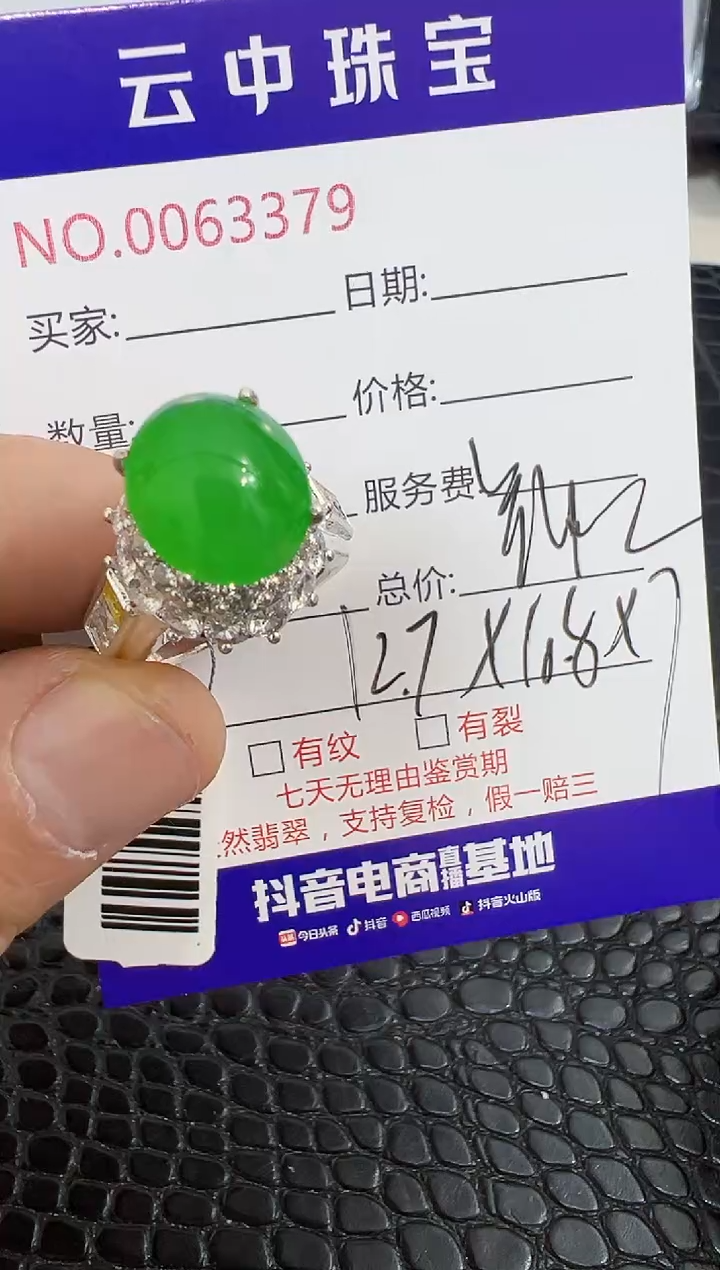 云中珠宝
NO.0063379
买家: 日期:
数量: 价格:
服务费
总价:
12.7×10.8×7
有纹 有裂
七天无理由鉴赏期
然翡翠，支持复检，假一赔三
抖音电商直播基地
今日头条 抖音 西瓜视频 抖音火山版